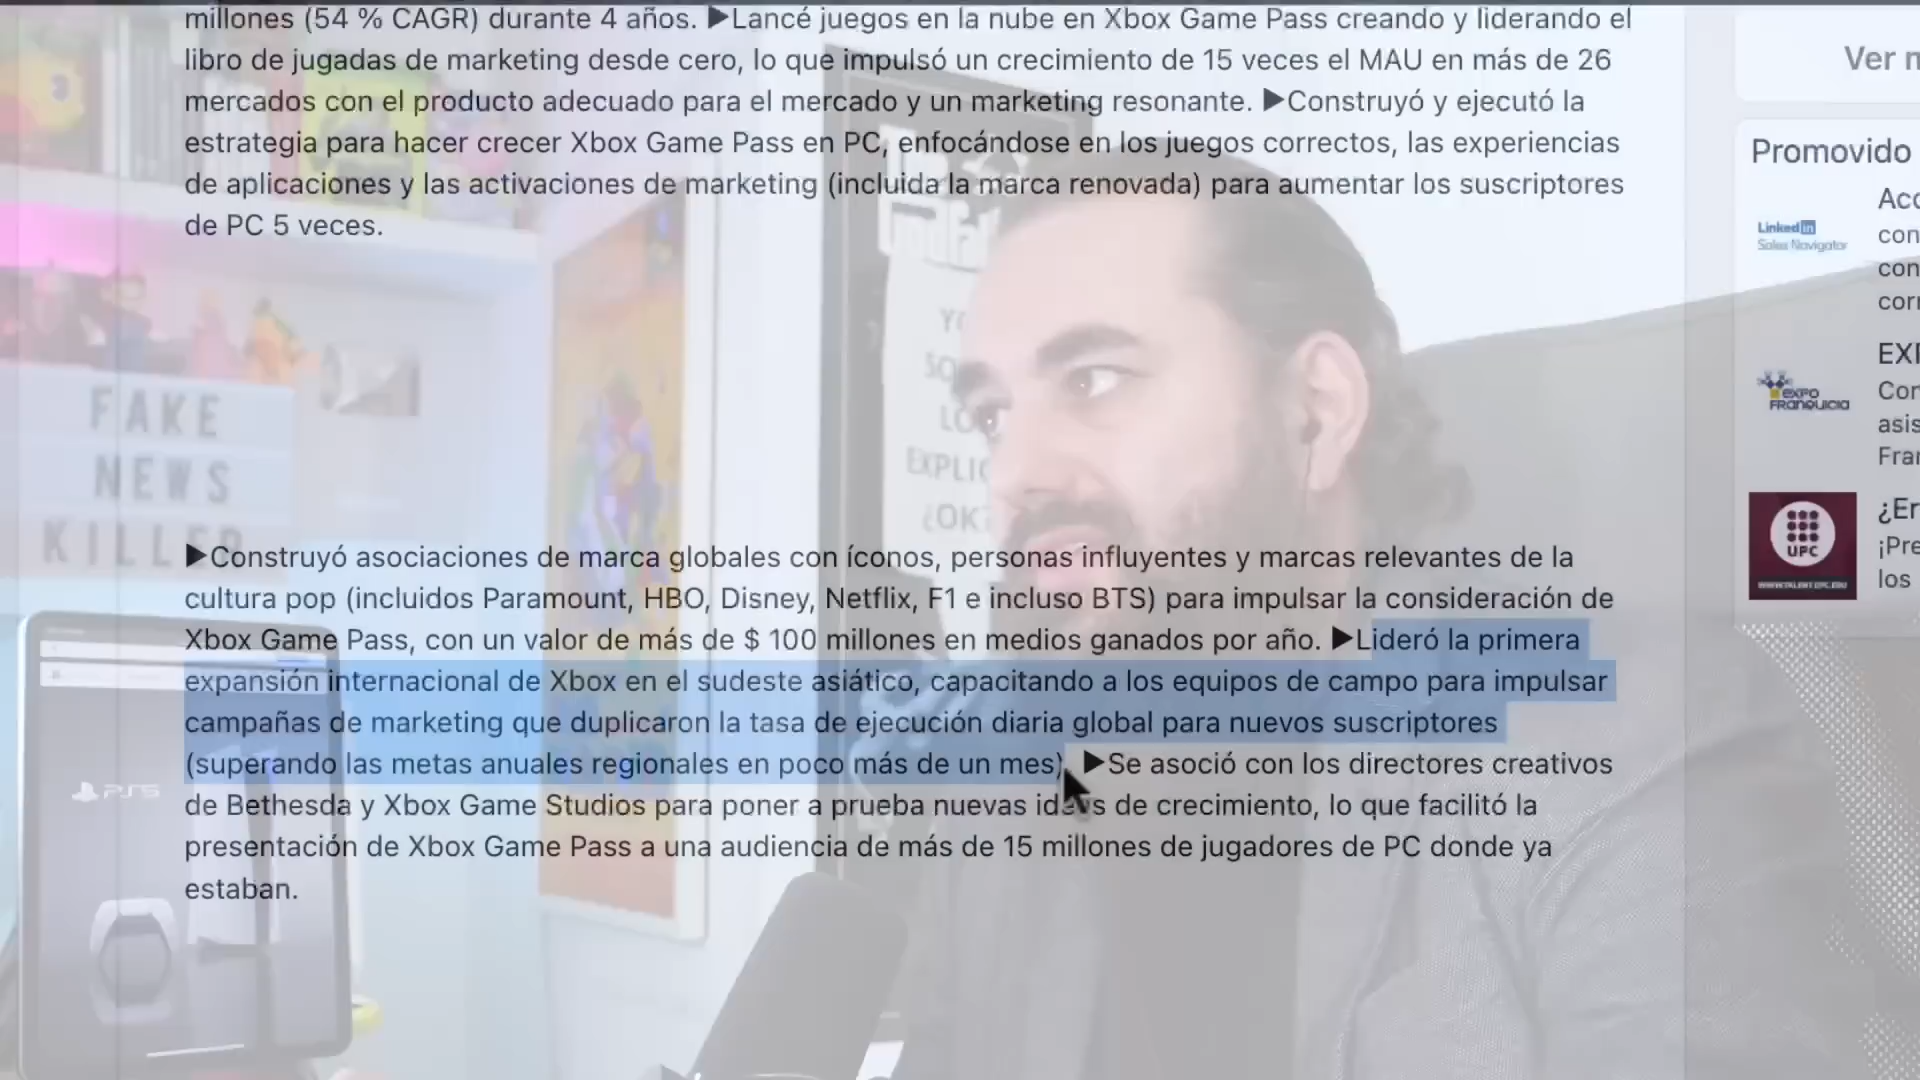 millones (54 % CAGR) durante 4 años. ▶Lancé juegos en la nube en Xbox Game Pass creando y liderando el
libro de jugadas de marketing desde cero, lo que impulsó un crecimiento de 15 veces el MAU en más de 26
mercados con el producto adecuado para el mercado y un marketing resonante. ▶Construyó y ejecutó la
estrategia para hacer crecer Xbox Game Pass en PC, enfocándose en los juegos correctos, las experiencias
de aplicaciones y las activaciones de marketing (incluida la marca renovada) para aumentar los suscriptores
de PC 5 veces.
▶Construyó asociaciones de marca globales con íconos, personas influyentes y marcas relevantes de la
cultura pop (incluidos Paramount, HBO, Disney, Netflix, F1 e incluso BTS) para impulsar la consideración de
Xbox Game Pass, con un valor de más de $ 100 millones en medios ganados por año. ▶Lideró la primera
expansión internacional de Xbox en el sudeste asiático, capacitando a los equipos de campo para impulsar
campañas de marketing que duplicaron la tasa de ejecución diaria global para nuevos suscriptores
(superando las metas anuales regionales en poco más de un mes) ▶Se asoció con los directores creativos
de Bethesda y Xbox Game Studios para poner a prueba nuevas ideas de crecimiento, lo que facilitó la
presentación de Xbox Game Pass a una audiencia de más de 15 millones de jugadores de PC donde ya
estaban.
Ver
Promovido
LinkedIn
Sales Navigator
EXPO
FRANQUICIA
UPC
FAKE
NEWS
KILLER
PS5
EXPLIC
¿OK?